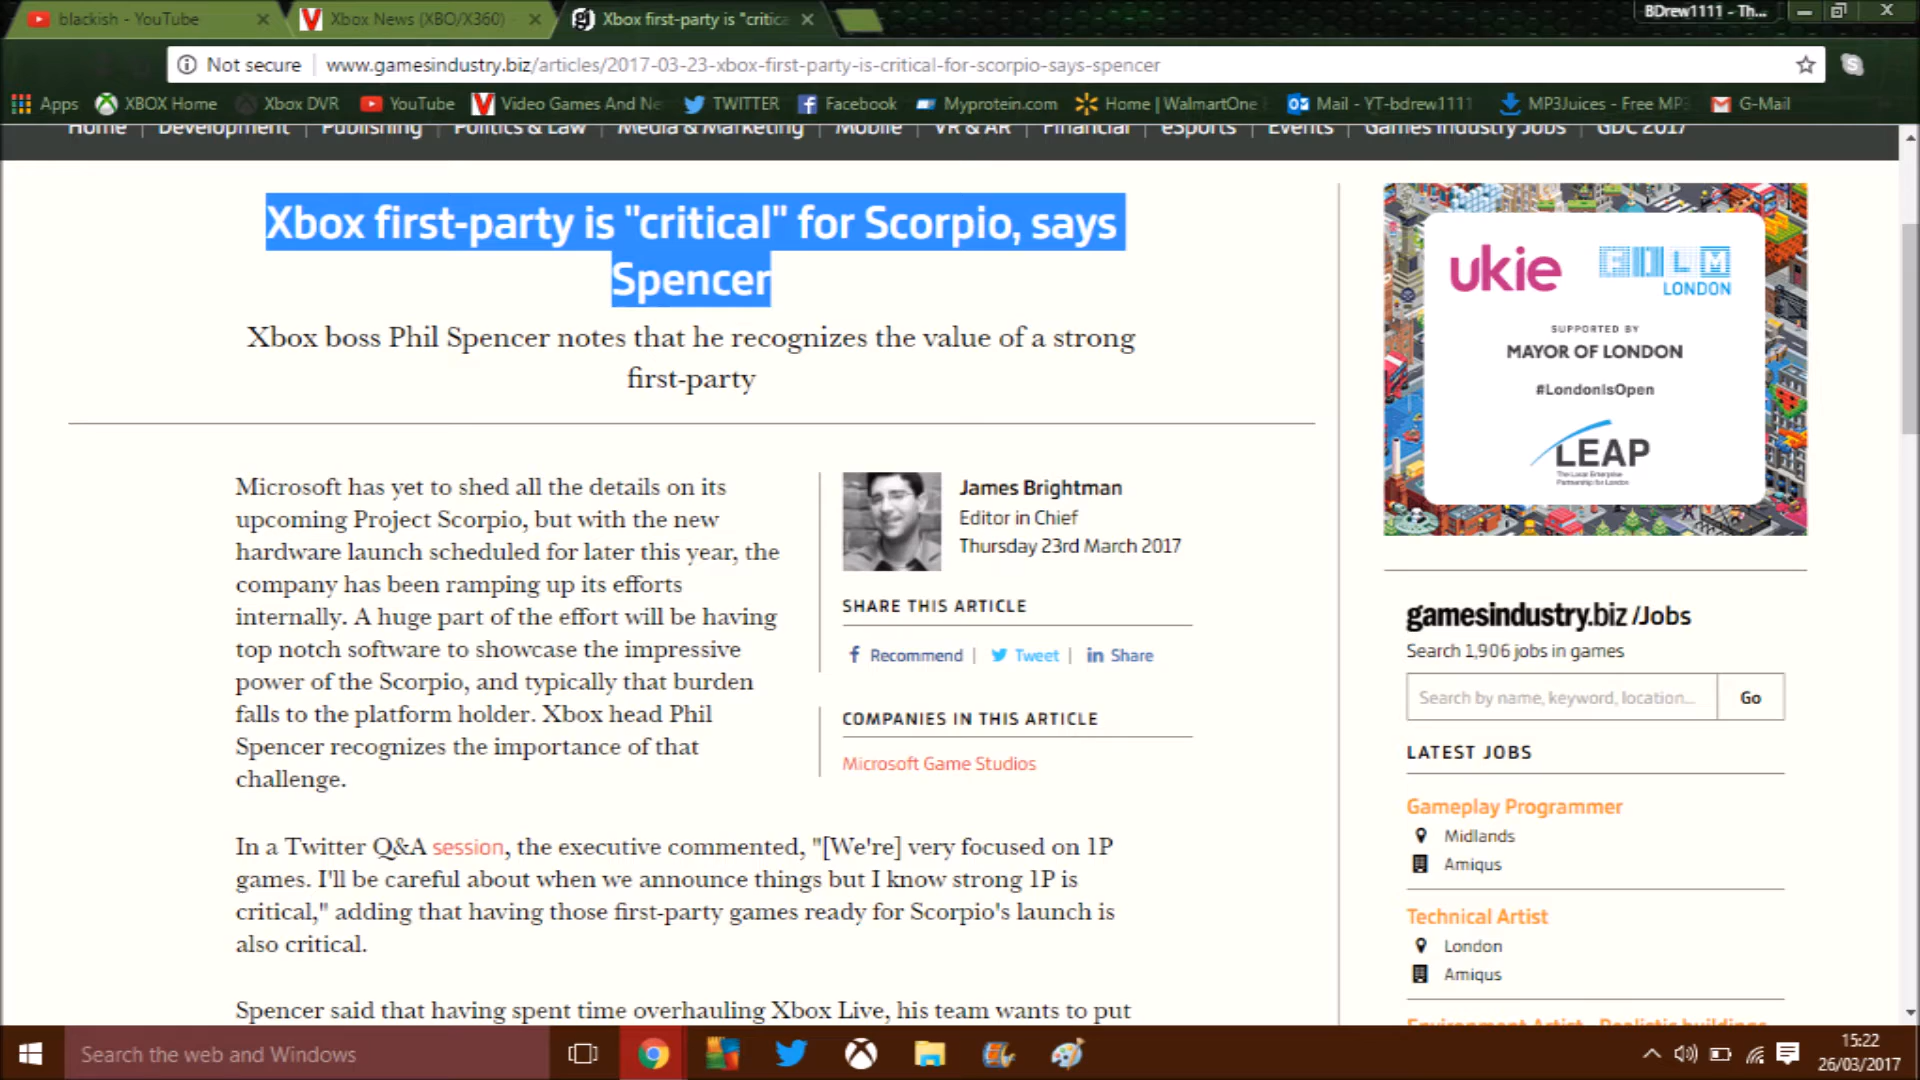 blackish - YouTube
Xbox News (XBO/X360)
Xbox first-party is "critica
BDrew1111 - Th...
Not secure
www.gamesindustry.biz/articles/2017-03-23-xbox-first-party-is-critical-for-scorpio-says-spencer
Apps
XBOX Home
Xbox DVR
YouTube
Video Games And Ne
TWITTER
Facebook
Myprotein.com
Home | WalmartOne
Mail - YT-bdrew1111
MP3Juices - Free MP3
G-Mail
Home | Development | Publishing | Politics & Law | Media & Marketing | Mobile | VR & AR | Financial | eSports | Events | Games Industry Jobs | GDC 2017
Xbox first-party is "critical" for Scorpio, says
Spencer
Xbox boss Phil Spencer notes that he recognizes the value of a strong
first-party
Microsoft has yet to shed all the details on its
upcoming Project Scorpio, but with the new
hardware launch scheduled for later this year, the
company has been ramping up its efforts
internally. A huge part of the effort will be having
top notch software to showcase the impressive
power of the Scorpio, and typically that burden
falls to the platform holder. Xbox head Phil
Spencer recognizes the importance of that
challenge.
James Brightman
Editor in Chief
Thursday 23rd March 2017
SHARE THIS ARTICLE
Recommend | Tweet | Share
COMPANIES IN THIS ARTICLE
Microsoft Game Studios
In a Twitter Q&A session, the executive commented, "[We're] very focused on 1P
games. I'll be careful about when we announce things but I know strong 1P is
critical," adding that having those first-party games ready for Scorpio's launch is
also critical.
Spencer said that having spent time overhauling Xbox Live, his team wants to put
ukie
FILM
LONDON
SUPPORTED BY
MAYOR OF LONDON
#LondonIsOpen
LEAP
The Local Enterprise
Partnership for London
gamesindustry.biz /Jobs
Search 1,906 jobs in games
Search by name, keyword, location...
Go
LATEST JOBS
Gameplay Programmer
Midlands
Amiqus
Technical Artist
London
Amiqus
Environment Artist - Realistic buildings
Search the web and Windows
15:22
26/03/2017